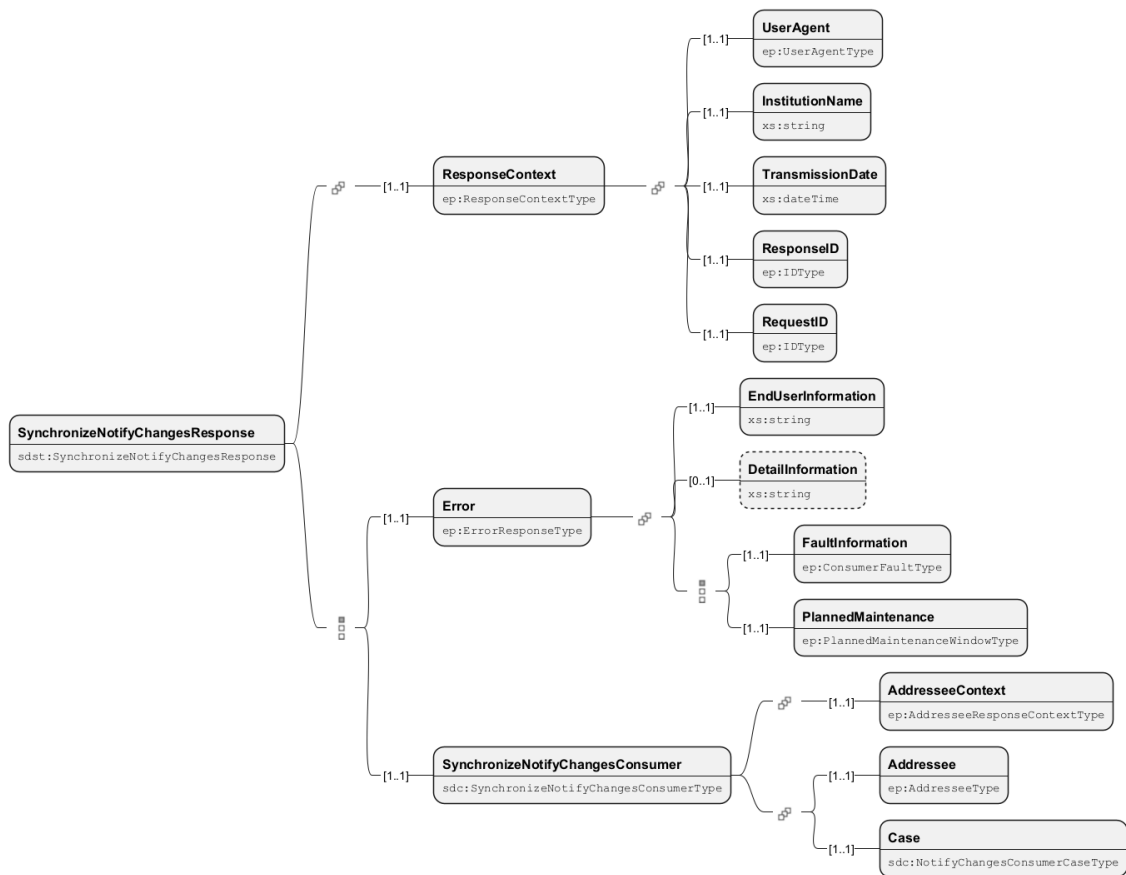 [1..1]
UserAgent
ep:UserAgentType
[1..1]
InstitutionName
xs:string
[1..1]
ResponseContext
ep:ResponseContextType
[1..1]
TransmissionDate
xs:dateTime
[1..1]
ResponseID
ep:IDType
[1..1]
RequestID
ep:IDType
SynchronizeNotifyChangesResponse
sdst:SynchronizeNotifyChangesResponse
[1..1]
EndUserInformation
xs:string
[0..1]
DetailInformation
xs:string
[1..1]
Error
ep:ErrorResponseType
[1..1]
FaultInformation
ep:ConsumerFaultType
[1..1]
PlannedMaintenance
ep:PlannedMaintenanceWindowType
[1..1]
SynchronizeNotifyChangesConsumer
sdc:SynchronizeNotifyChangesConsumerType
[1..1]
AddresseeContext
ep:AddresseeResponseContextType
[1..1]
Addressee
ep:AddresseeType
[1..1]
Case
sdc:NotifyChangesConsumerCaseType